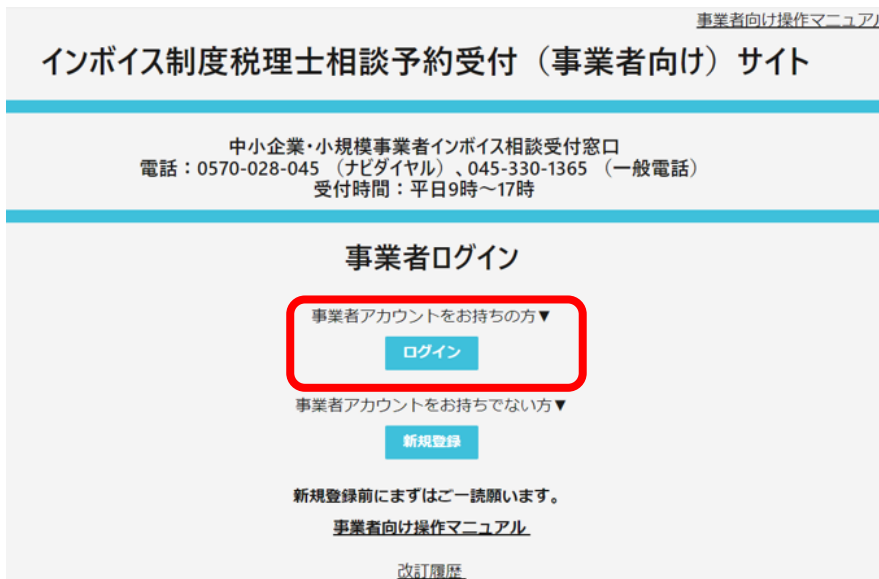 事業者向け操作マニュアル
インボイス制度税理士相談予約受付（事業者向け）サイト
中小企業・小規模事業者インボイス相談受付窓口
電話：0570-028-045 （ナビダイヤル）、045-330-1365 （一般電話）
受付時間：平日9時～17時
事業者ログイン
事業者アカウントをお持ちの方▼
ログイン
事業者アカウントをお持ちでない方▼
新規登録
新規登録前にまずはご一読願います。
事業者向け操作マニュアル
改訂履歴